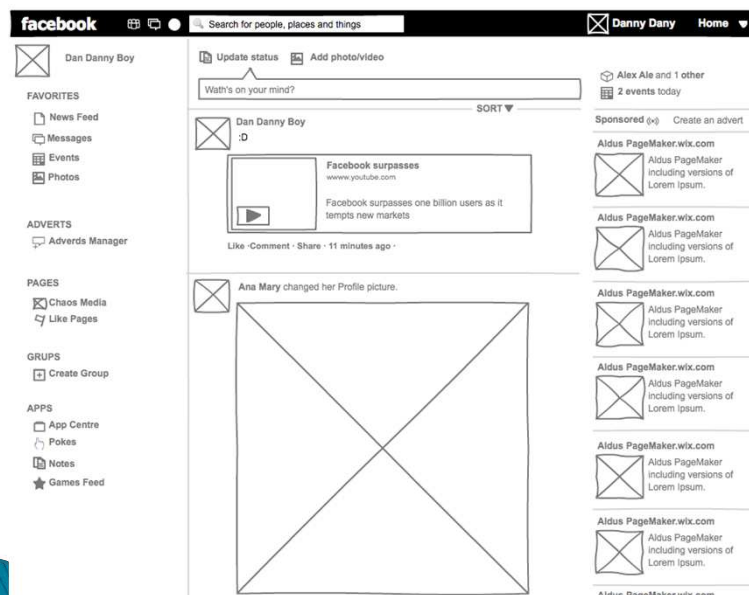 facebook
Search for people, places and things
Danny Dany
Home
Dan Danny Boy
FAVORITES
News Feed
Messages
Events
Photos
ADVERTS
Adverds Manager
PAGES
Chaos Media
Like Pages
GRUPS
Create Group
APPS
App Centre
Pokes
Notes
Games Feed
Update status
Add photo/video
Wath's on your mind?
SORT
Dan Danny Boy
:D
Facebook surpasses
wwww.youtube.com
Facebook surpasses one billion users as it
tempts new markets
Like ·Comment · Share · 11 minutes ago ·
Ana Mary changed her Profile picture.
Alex Ale and 1 other
2 events today
Sponsored
Create an advert
Aldus PageMaker.wix.com
Aldus PageMaker
including versions of
Lorem Ipsum.
Aldus PageMaker.wix.com
Aldus PageMaker
including versions of
Lorem Ipsum.
Aldus PageMaker.wix.com
Aldus PageMaker
including versions of
Lorem Ipsum.
Aldus PageMaker.wix.com
Aldus PageMaker
including versions of
Lorem Ipsum.
Aldus PageMaker.wix.com
Aldus PageMaker
including versions of
Lorem Ipsum.
Aldus PageMaker.wix.com
Aldus PageMaker
including versions of
Lorem Ipsum.
Aldus PageMaker.wix.com